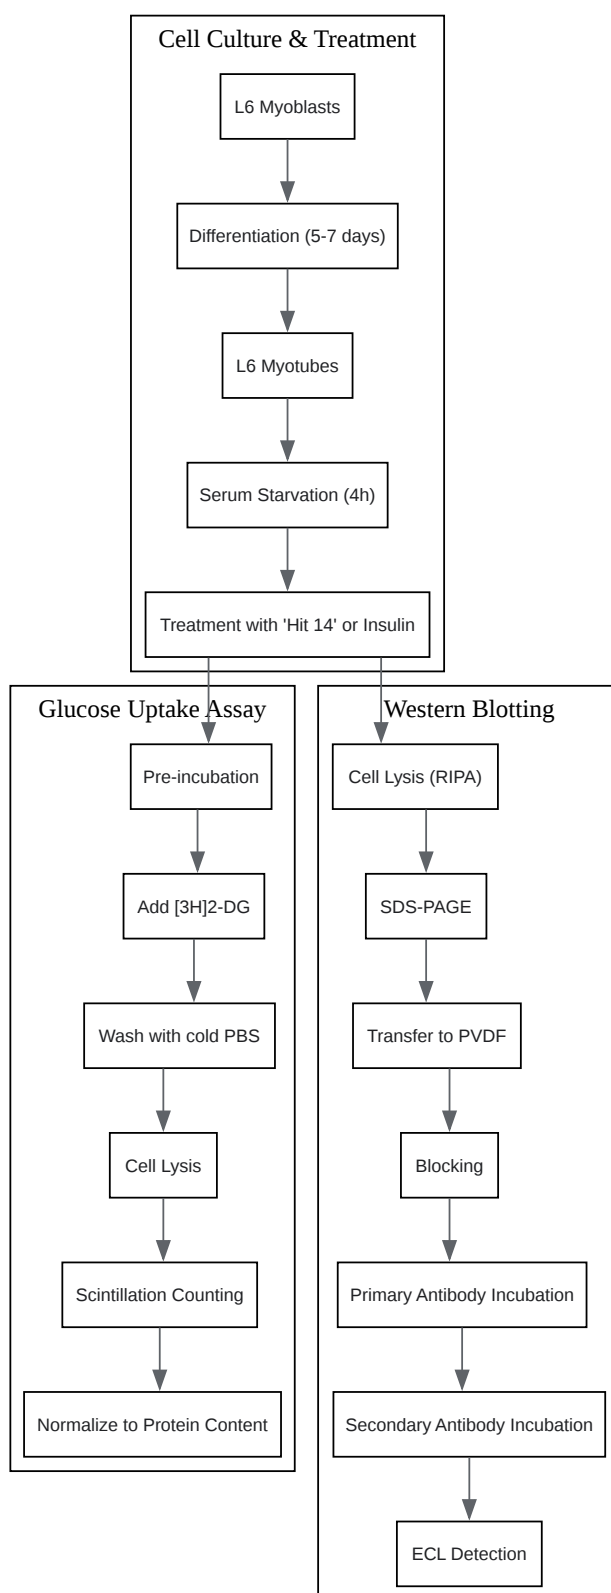 Cell Culture & Treatment
L6 Myoblasts
Differentiation (5-7 days)
L6 Myotubes
Serum Starvation (4h)
Treatment with 'Hit 14' or Insulin
Glucose Uptake Assay
Pre-incubation
Add [3H]2-DG
Wash with cold PBS
Cell Lysis
Scintillation Counting
Normalize to Protein Content
Western Blotting
Cell Lysis (RIPA)
SDS-PAGE
Transfer to PVDF
Blocking
Primary Antibody Incubation
Secondary Antibody Incubation
ECL Detection